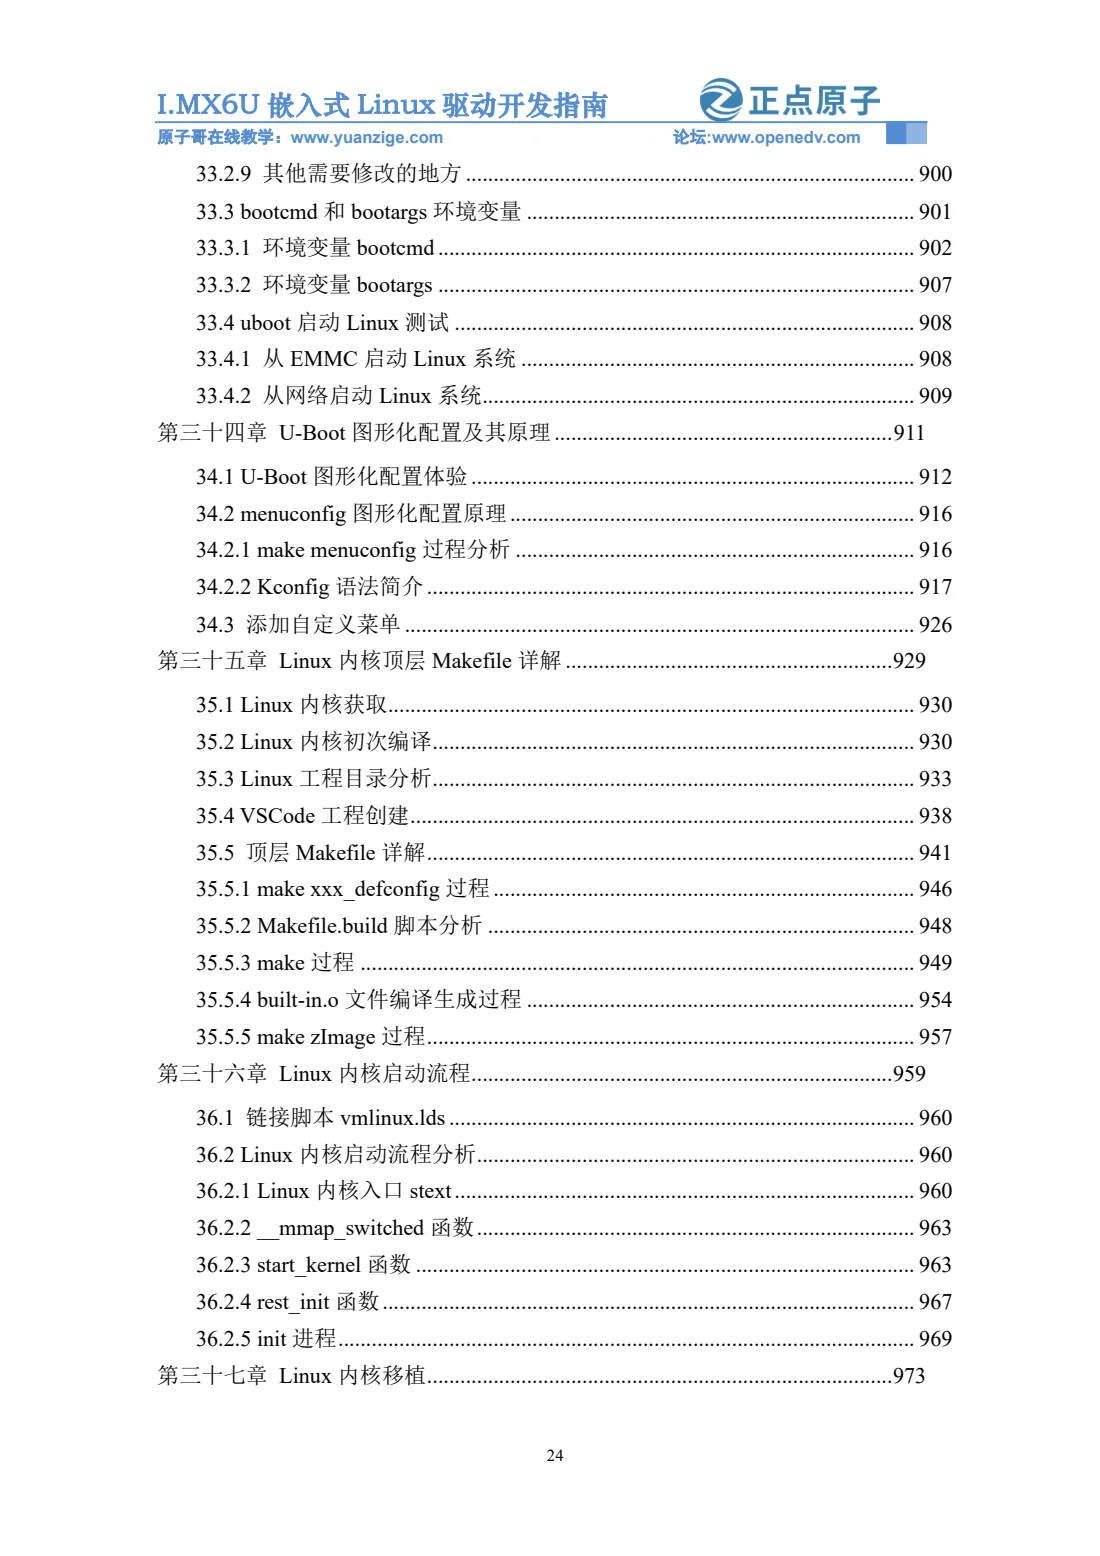 I.MX6U 嵌入式 Linux 驱动开发指南
正点原子
原子哥在线教学：www.yuanzige.com 论坛:www.openedv.com
33.2.9 其他需要修改的地方 ........ 900
33.3 bootcmd 和 bootargs 环境变量 ........ 901
33.3.1 环境变量 bootcmd ........ 902
33.3.2 环境变量 bootargs ........ 907
33.4 uboot 启动 Linux 测试 ........ 908
33.4.1 从 EMMC 启动 Linux 系统 ........ 908
33.4.2 从网络启动 Linux 系统 ........ 909
第三十四章 U-Boot 图形化配置及其原理 ........ 911
34.1 U-Boot 图形化配置体验 ........ 912
34.2 menuconfig 图形化配置原理 ........ 916
34.2.1 make menuconfig 过程分析 ........ 916
34.2.2 Kconfig 语法简介 ........ 917
34.3 添加自定义菜单 ........ 926
第三十五章 Linux 内核顶层 Makefile 详解 ........ 929
35.1 Linux 内核获取 ........ 930
35.2 Linux 内核初次编译 ........ 930
35.3 Linux 工程目录分析 ........ 933
35.4 VSCode 工程创建 ........ 938
35.5 顶层 Makefile 详解 ........ 941
35.5.1 make xxx_defconfig 过程 ........ 946
35.5.2 Makefile.build 脚本分析 ........ 948
35.5.3 make 过程 ........ 949
35.5.4 built-in.o 文件编译生成过程 ........ 954
35.5.5 make zImage 过程 ........ 957
第三十六章 Linux 内核启动流程 ........ 959
36.1 链接脚本 vmlinux.lds ........ 960
36.2 Linux 内核启动流程分析 ........ 960
36.2.1 Linux 内核入口 stext ........ 960
36.2.2 __mmap_switched 函数 ........ 963
36.2.3 start_kernel 函数 ........ 963
36.2.4 rest_init 函数 ........ 967
36.2.5 init 进程 ........ 969
第三十七章 Linux 内核移植 ........ 973
24